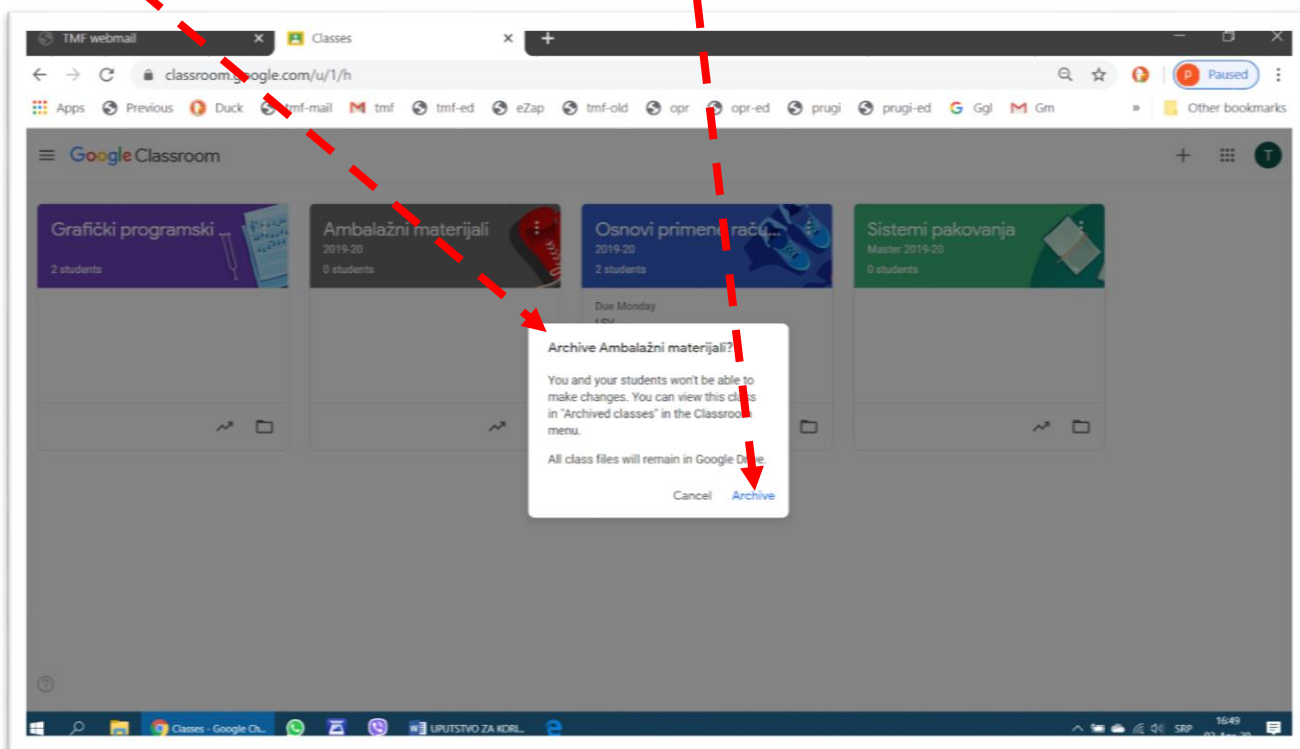 TMF webmail × Classes × +
classroom.google.com/u/1/h Paused
Apps Previous Duck tmf-mail tmf tmf-ed eZap tmf-old opr opr-ed prugi prugi-ed Ggl Gm » Other bookmarks
Google Classroom T
Grafički programski ...
2 students
Ambalažni materijali
2019-20
0 students
Osnovi primene raču...
2019-20
2 students
Due Monday
Sistemi pakovanja
Master 2019-20
0 students
Archive Ambalažni materijali?
You and your students won't be able to
make changes. You can view this class
in "Archived classes" in the Classroom
menu.
All class files will remain in Google Drive.
Cancel Archive
Classes - Google Ch... UPUTSTVO ZA KORI... SRP 16:49